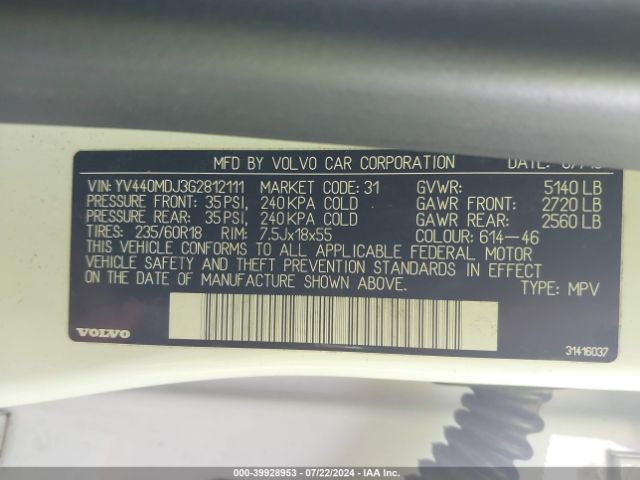 MFD BY VOLVO CAR CORPORATION DATE:
VIN: YV440MDJ3G2812111 MARKET CODE: 31 GVWR: 5140 LB
PRESSURE FRONT: 35 PSI, 240 KPA COLD GAWR FRONT: 2720 LB
PRESSURE REAR: 35 PSI, 240 KPA COLD GAWR REAR: 2560 LB
TIRES: 235/60R18 RIM: 7,5Jx18x55 COLOUR: 614-46
THIS VEHICLE CONFORMS TO ALL APPLICABLE FEDERAL MOTOR
VEHICLE SAFETY AND THEFT PREVENTION STANDARDS IN EFFECT
ON THE DATE OF MANUFACTURE SHOWN ABOVE. TYPE: MPV
VOLVO 31416037
000-39928953 / 07/22/2024 - IAA Inc.